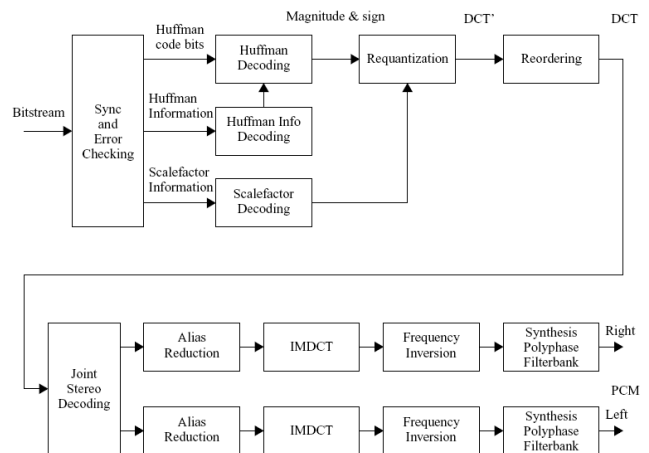 Magnitude & sign
DCT’
DCT
Huffman
code bits
Huffman
Decoding
Requantization
Reordering
Bitstream
Sync
and
Error
Checking
Huffman
Information
Huffman Info
Decoding
Scalefactor
Information
Scalefactor
Decoding
Joint
Stereo
Decoding
Alias
Reduction
IMDCT
Frequency
Inversion
Synthesis
Polyphase
Filterbank
Right
PCM
Alias
Reduction
IMDCT
Frequency
Inversion
Synthesis
Polyphase
Filterbank
Left